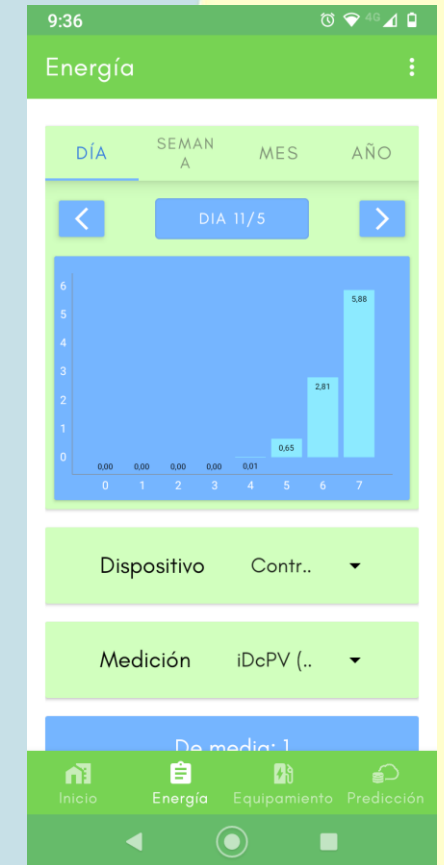 9:36 4G
Energía
DÍA SEMAN MES AÑO
A
DIA 11/5
6
5
4
3
2
1
0
5,88
2,81
0,65
0,00 0,00 0,00 0,00 0,01
0 1 2 3 4 5 6 7
Dispositivo Contr..
Medición iDcPV (..
De media: 1
Inicio Energía Equipamiento Predicción